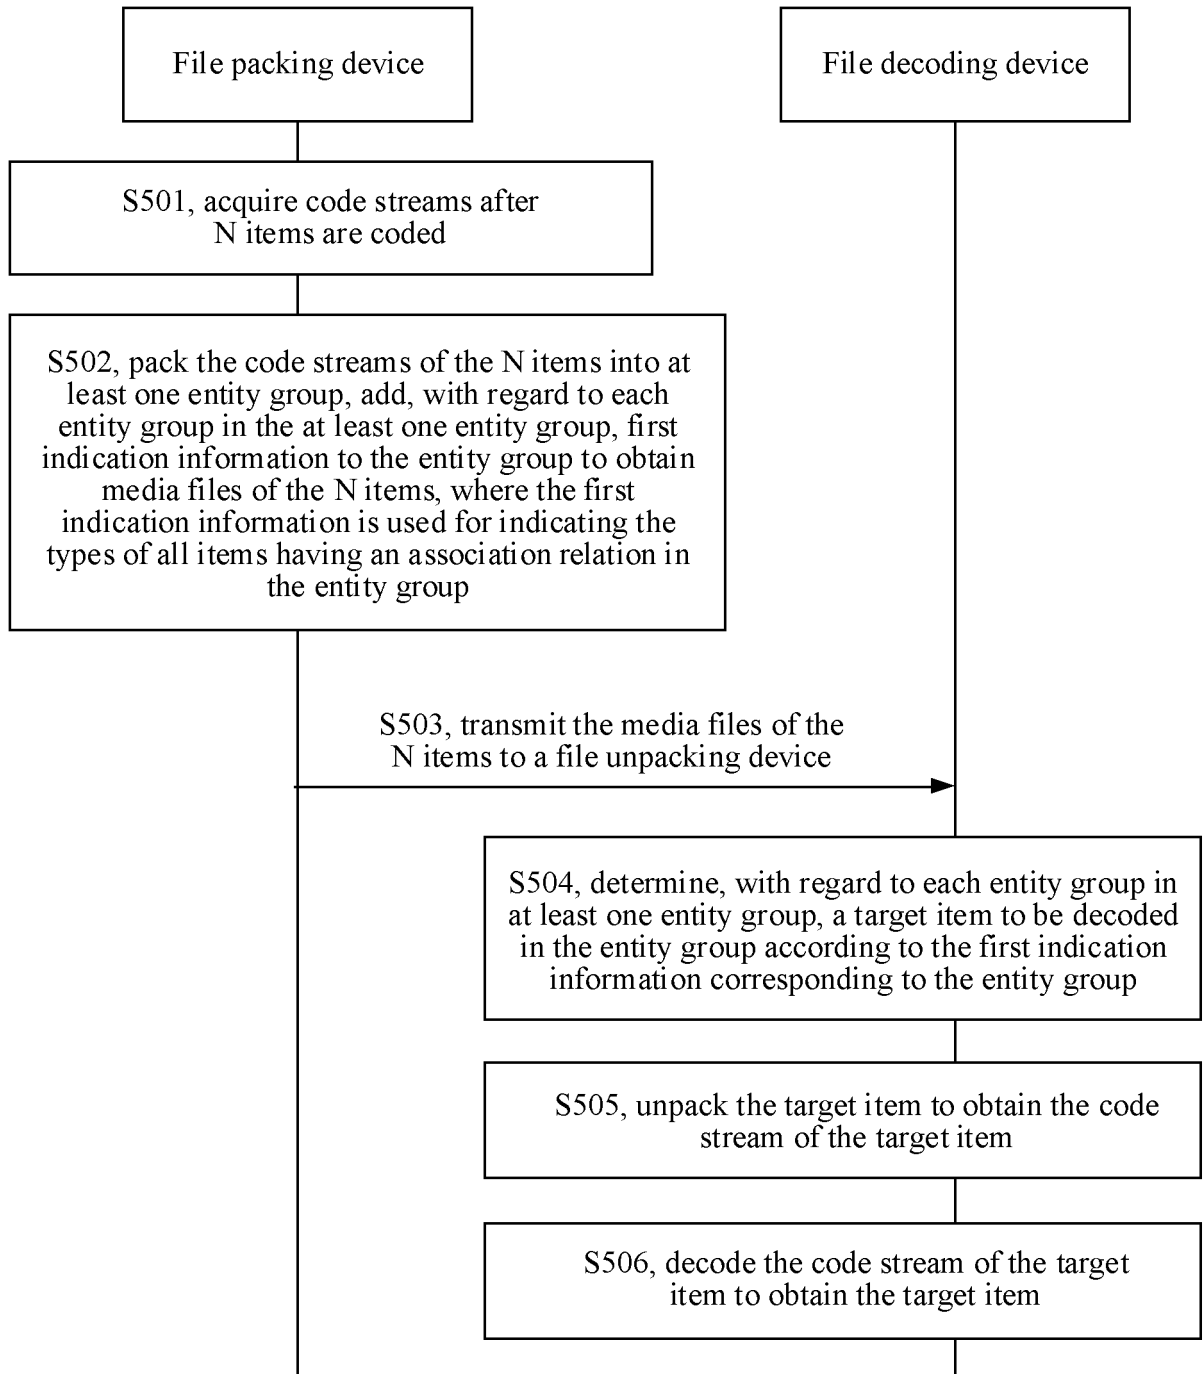 File packing device
File decoding device
S501, acquire code streams after
N items are coded
S502, pack the code streams of the N items into at
least one entity group, add, with regard to each
entity group in the at least one entity group, first
indication information to the entity group to obtain
media files of the N items, where the first
indication information is used for indicating the
types of all items having an association relation in
the entity group
S503, transmit the media files of the
N items to a file unpacking device
S504, determine, with regard to each entity group in
at least one entity group, a target item to be decoded
in the entity group according to the first indication
information corresponding to the entity group
S505, unpack the target item to obtain the code
stream of the target item
S506, decode the code stream of the target
item to obtain the target item